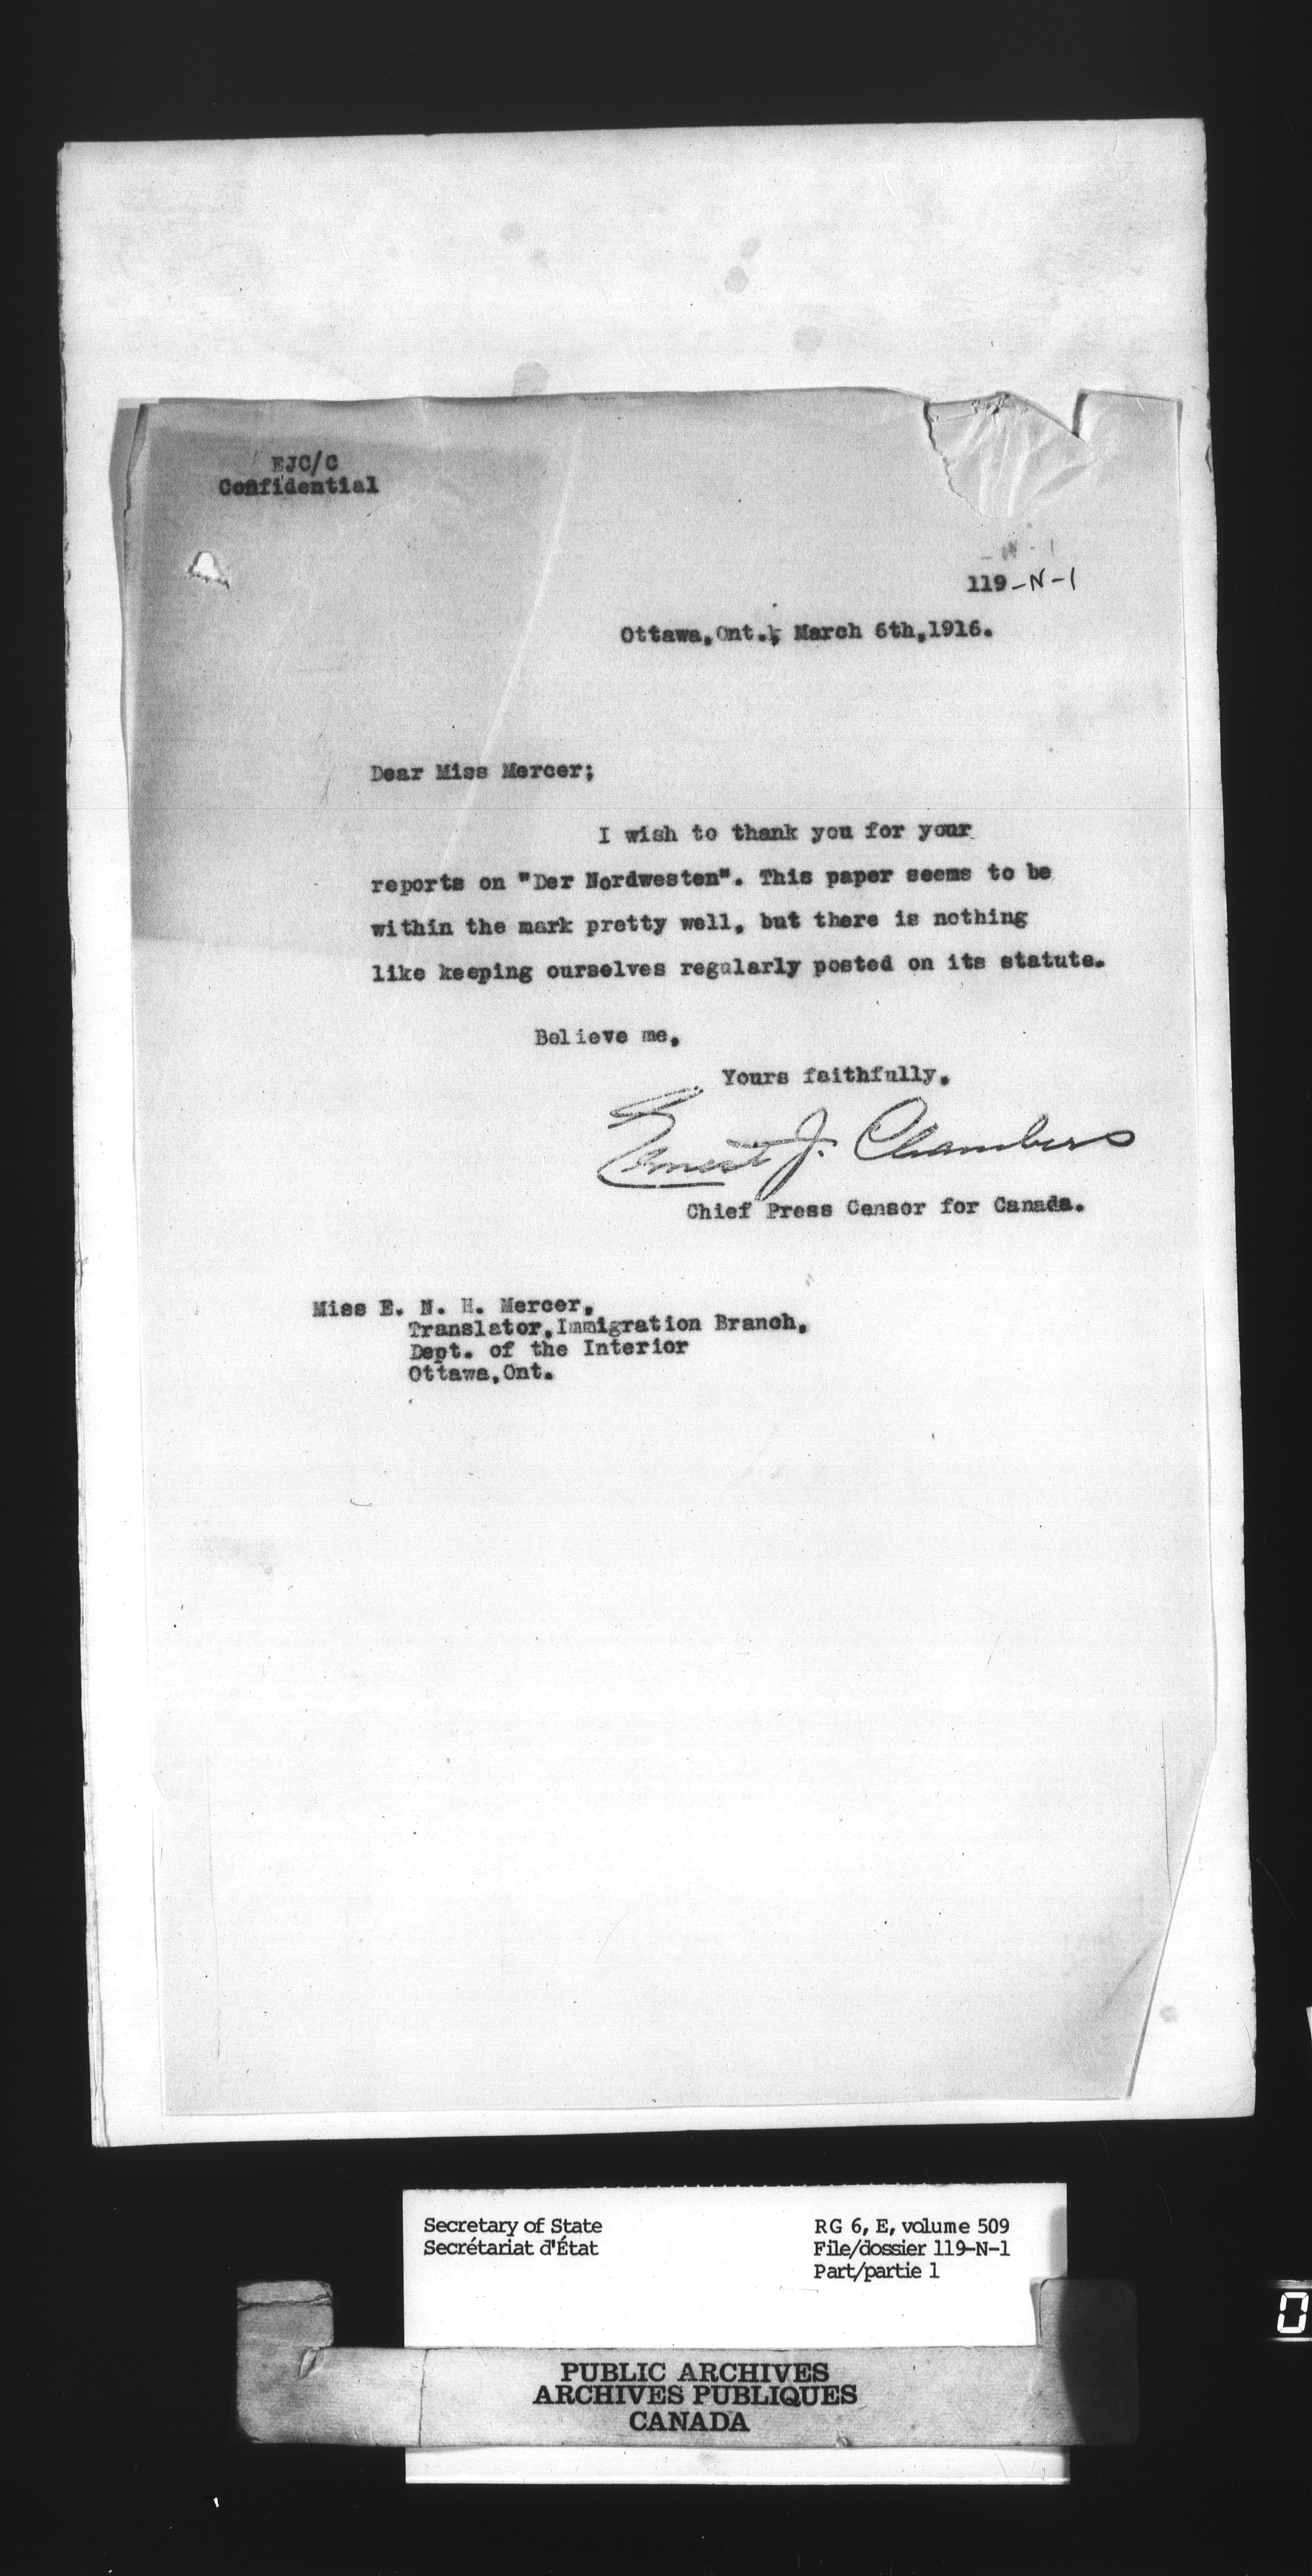 EJC/C
Confidential
119-N-1
Ottawa,Ont., March 6th,1916.
Dear Miss Mercer;
I wish to thank you for your
reports on "Der Nordwesten". This paper seems to be
within the mark pretty well, but there is nothing
like keeping ourselves regularly posted on its statute.
Believe me,
Yours faithfully,
Ernest J. Chambers
Chief Press Censor for Canada.
Miss E. N. H. Mercer,
Translator,Immigration Branch,
Dept. of the Interior
Ottawa,Ont.
Secretary of State
Secrétariat d'État
RG 6, E, volume 509
File/dossier 119-N-1
Part/partie 1
PUBLIC ARCHIVES
ARCHIVES PUBLIQUES
CANADA
0